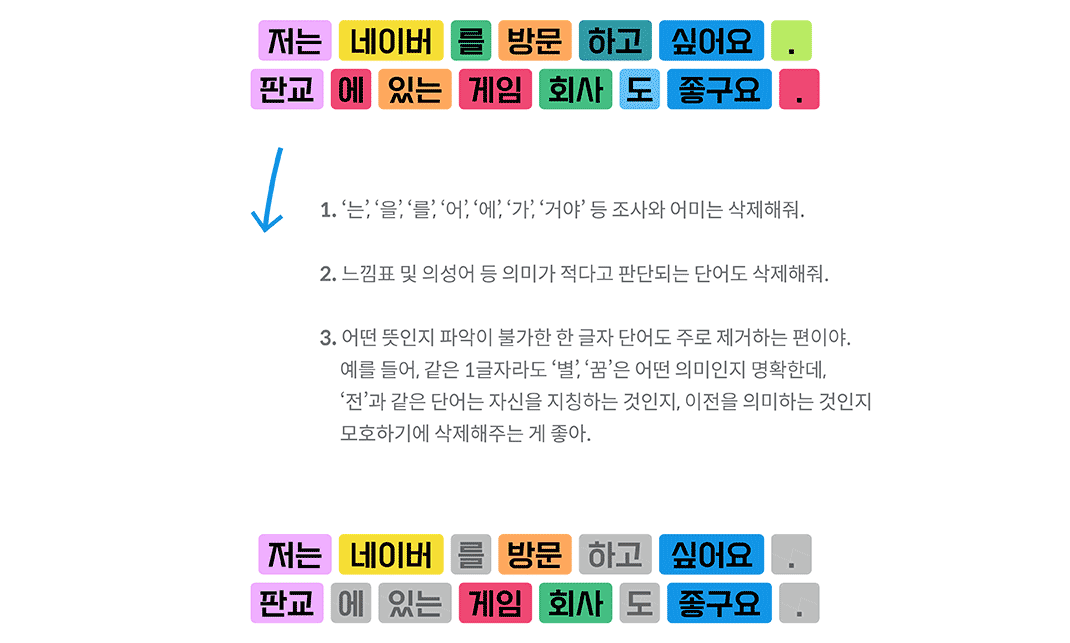 저는 네이버 를 방문 하고 싶어요 .
판교 에 있는 게임 회사 도 좋구요 .
1. ‘는’, ‘을’, ‘를’, ‘어’, ‘에’, ‘가’, ‘거야’ 등 조사와 어미는 삭제해줘.
2. 느낌표 및 의성어 등 의미가 적다고 판단되는 단어도 삭제해줘.
3. 어떤 뜻인지 파악이 불가한 한 글자 단어도 주로 제거하는 편이야.
예를 들어, 같은 1글자라도 ‘별’, ‘꿈’은 어떤 의미인지 명확한데,
‘전’과 같은 단어는 자신을 지칭하는 것인지, 이전을 의미하는 것인지
모호하기에 삭제해주는 게 좋아.
저는 네이버 를 방문 하고 싶어요 .
판교 에 있는 게임 회사 도 좋구요 .